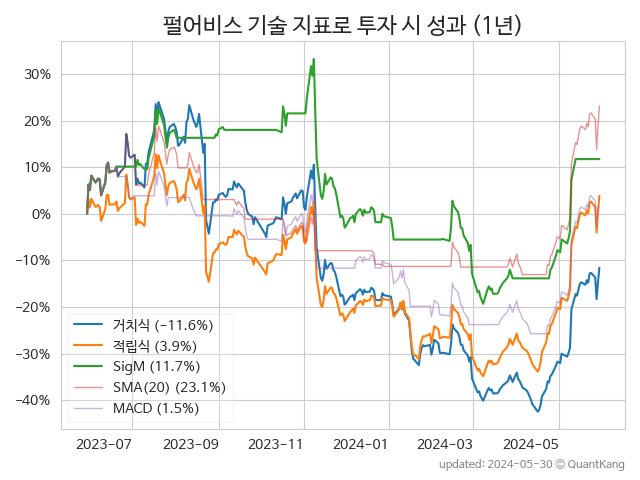 펄어비스 기술 지표로 투자 시 성과 (1년)
30%
20%
10%
0%
−10%
−20%
−30%
−40%
거치식 (−11.6%)
적립식 (3.9%)
SigM (11.7%)
SMA(20) (23.1%)
MACD (1.5%)
2023−07 2023−09 2023−11 2024−01 2024−03 2024−05
updated: 2024-05-30 ⓒ QuantKang